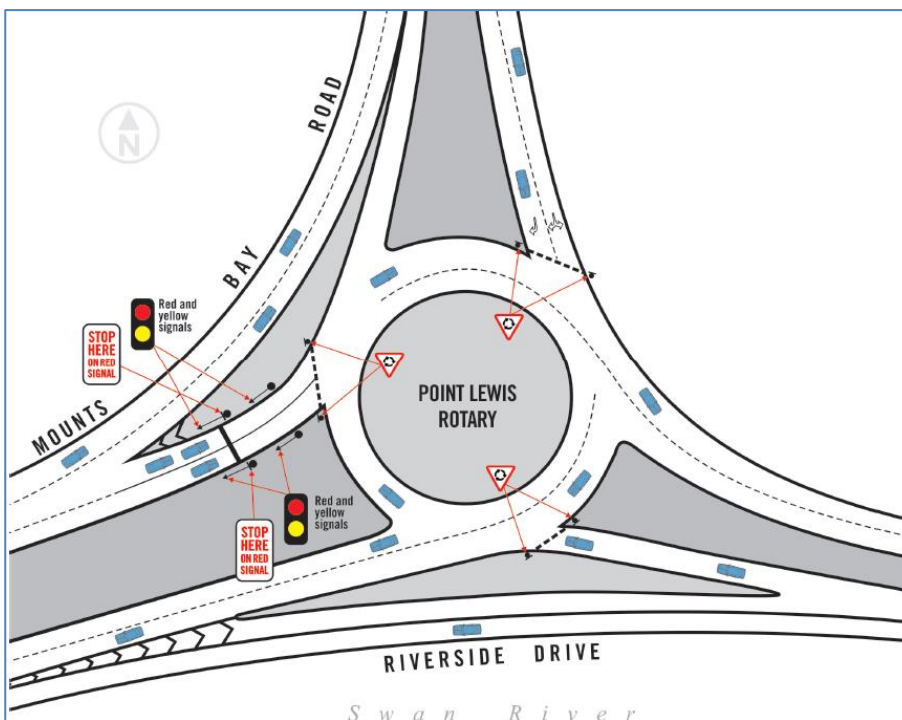 ROAD
BAY
MOUNTS
N
Red and
yellow
signals
STOP
HERE
ON RED
SIGNAL
POINT LEWIS
ROTARY
Red and
yellow
signals
STOP
HERE
ON RED
SIGNAL
RIVERSIDE DRIVE
Swan River